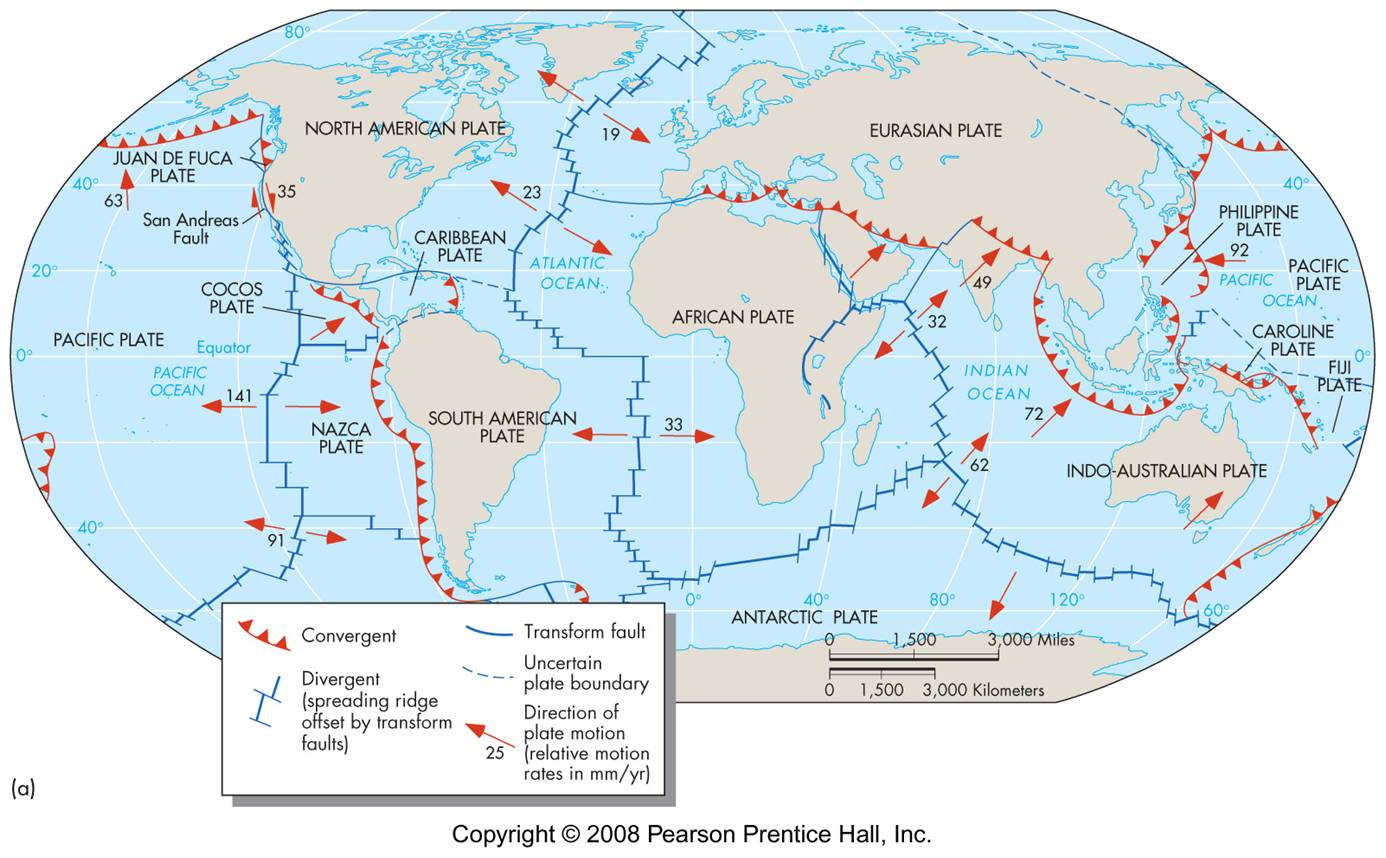 80°
NORTH AMERICAN PLATE
EURASIAN PLATE
19
JUAN DE FUCA
PLATE
40°
63
35
23
40°
San Andreas
Fault
CARIBBEAN
PLATE
PHILIPPINE
PLATE
92
ATLANTIC
OCEAN
20°
49
PACIFIC
OCEAN
PACIFIC
PLATE
COCOS
PLATE
AFRICAN PLATE
32
PACIFIC PLATE
Equator
CAROLINE
PLATE
0°
0°
PACIFIC
OCEAN
INDIAN
OCEAN
FIJI
PLATE
141
NAZCA
PLATE
SOUTH AMERICAN
PLATE
33
72
62
INDO-AUSTRALIAN PLATE
40°
91
0°
40°
80°
120°
60°
ANTARCTIC PLATE
0 1,500 3,000 Miles
0 1,500 3,000 Kilometers
Convergent
Divergent
(spreading ridge
offset by transform
faults)
Transform fault
Uncertain
plate boundary
Direction of
plate motion
(relative motion
rates in mm/yr)
25
(a)
Copyright © 2008 Pearson Prentice Hall, Inc.